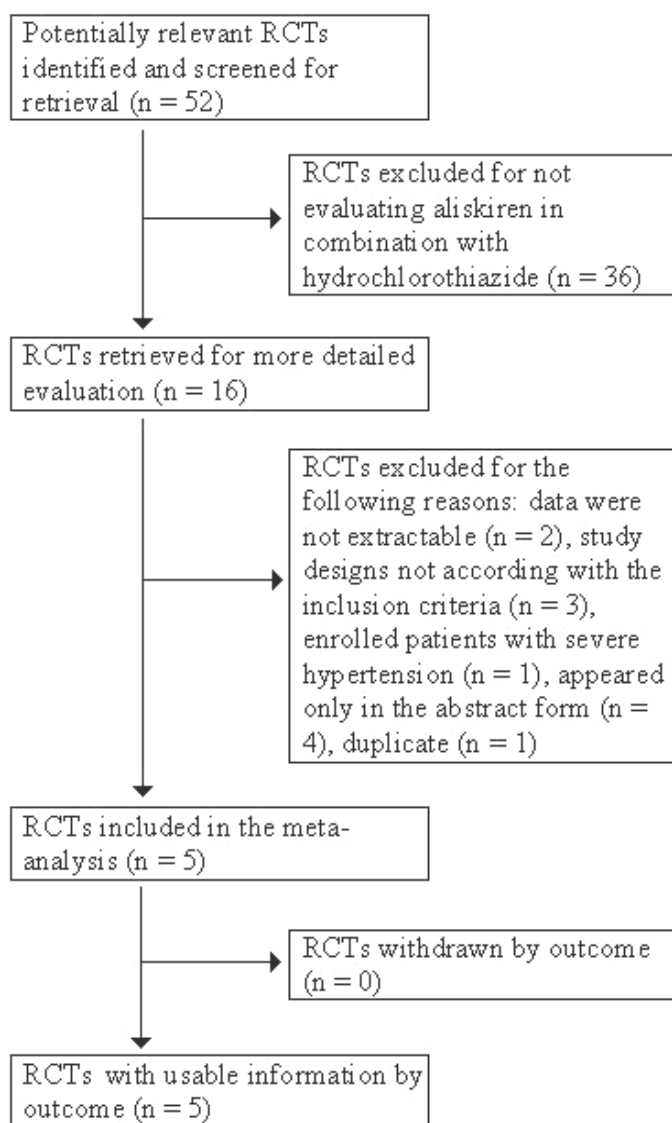 Potentially relevant RCTs
identified and screened for
retrieval (n = 52)
RCTs excluded for not
evaluating aliskiren in
combination with
hydrochlorothiazide (n = 36)
RCTs retrieved for more detailed
evaluation (n = 16)
RCTs excluded for the
following reasons: data were
not extractable (n = 2), study
designs not according with the
inclusion criteria (n = 3),
enrolled patients with severe
hypertension (n = 1), appeared
only in the abstract form (n =
4), duplicate (n = 1)
RCTs included in the meta-
analysis (n = 5)
RCTs withdrawn by outcome
(n = 0)
RCTs with usable information by
outcome (n = 5)